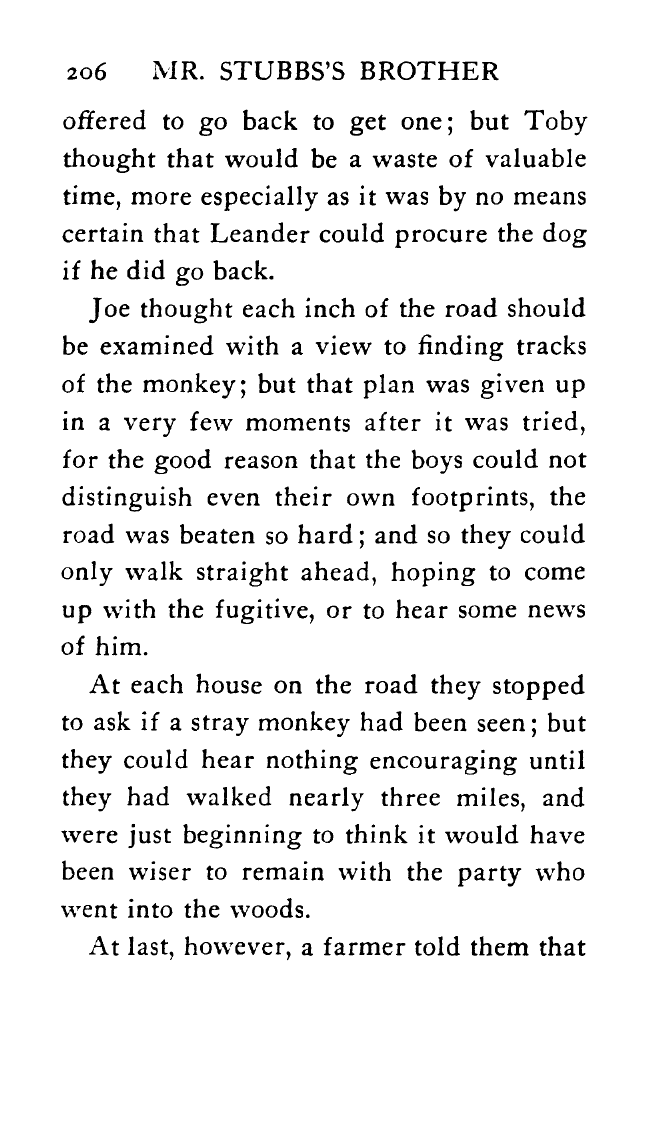 206 MR. STUBBS'S BROTHER
offered to go back to get one; but Toby
thought that would be a waste of valuable
time, more especially as it was by no means
certain that Leander could procure the dog
if he did go back.
Joe thought each inch of the road should
be examined with a view to finding tracks
of the monkey; but that plan was given up
in a very few moments after it was tried,
for the good reason that the boys could not
distinguish even their own footprints, the
road was beaten so hard; and so they could
only walk straight ahead, hoping to come
up with the fugitive, or to hear some news
of him.
At each house on the road they stopped
to ask if a stray monkey had been seen; but
they could hear nothing encouraging until
they had walked nearly three miles, and
were just beginning to think it would have
been wiser to remain with the party who
went into the woods.
At last, however, a farmer told them that